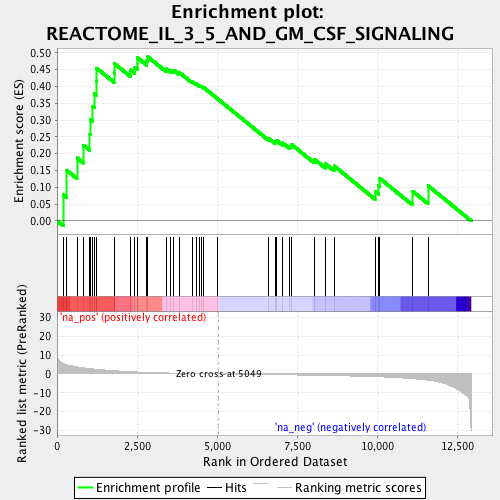 Enrichment plot:
REACTOME_IL_3_5_AND_GM_CSF_SIGNALING
Enrichment score (ES)
0.50
0.45
0.40
0.35
0.30
0.25
0.20
0.15
0.10
0.05
0.00
'na_pos' (positively correlated)
Ranked list metric (PreRanked)
30
20
10
0
-10
-20
-30
Zero cross at 5049
'na_neg' (negatively correlated)
0 2,500 5,000 7,500 10,000 12,500
Rank in Ordered Dataset
Enrichment profile Hits Ranking metric scores